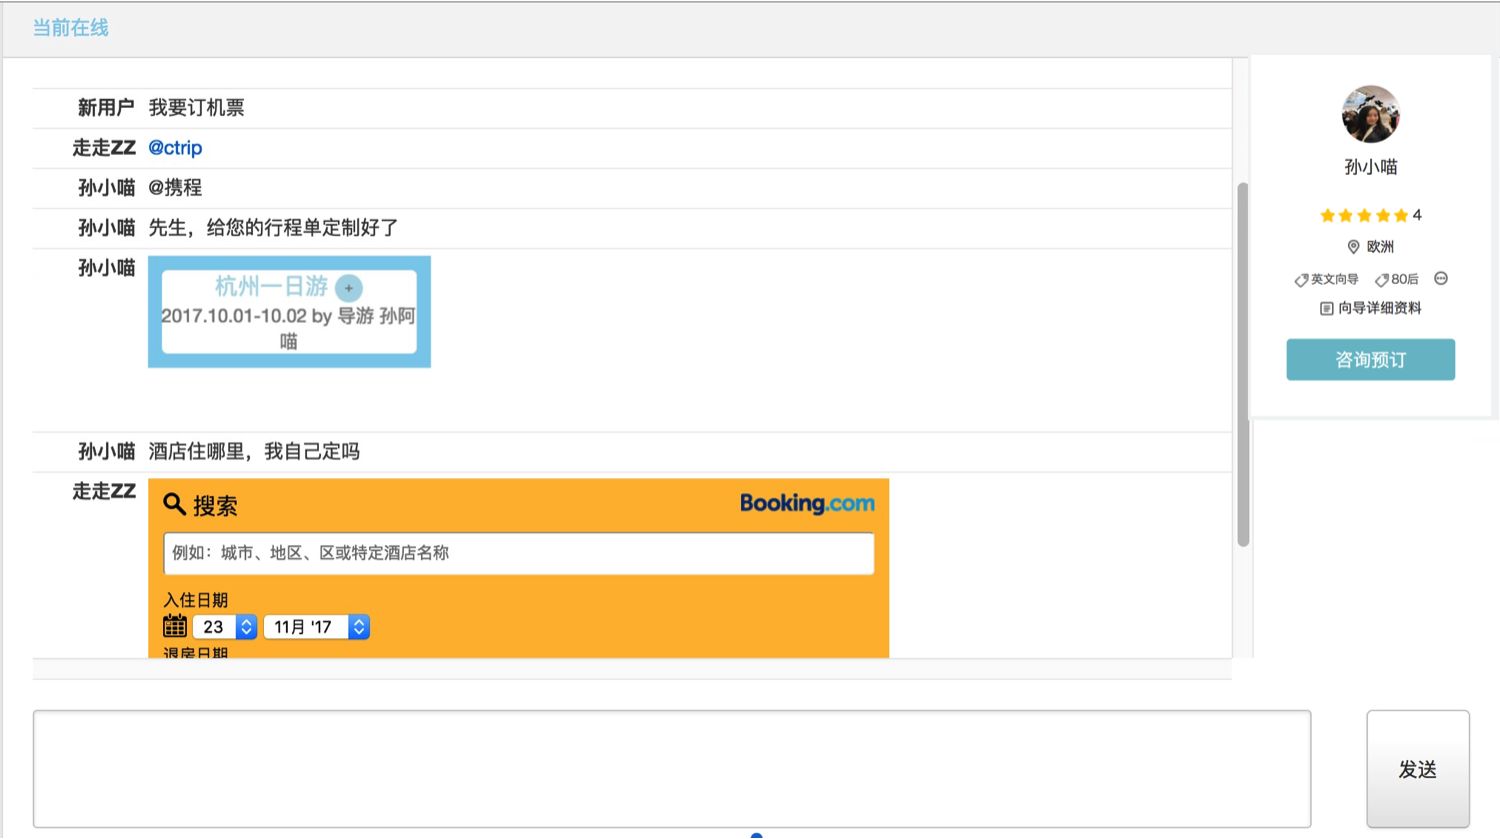 当前在线
新用户 我要订机票
走走ZZ @ctrip
孙小喵 @携程
孙小喵 先生，给您的行程单定制好了
孙小喵
杭州一日游 +
2017.10.01-10.02 by 导游 孙阿
喵
孙小喵 酒店住哪里，我自己定吗
走走ZZ
搜索
Booking.com
例如：城市、地区、区或特定酒店名称
入住日期
23 11月 '17
退房日期
发送
孙小喵
4
欧洲
英文向导 80后
向导详细资料
咨询预订